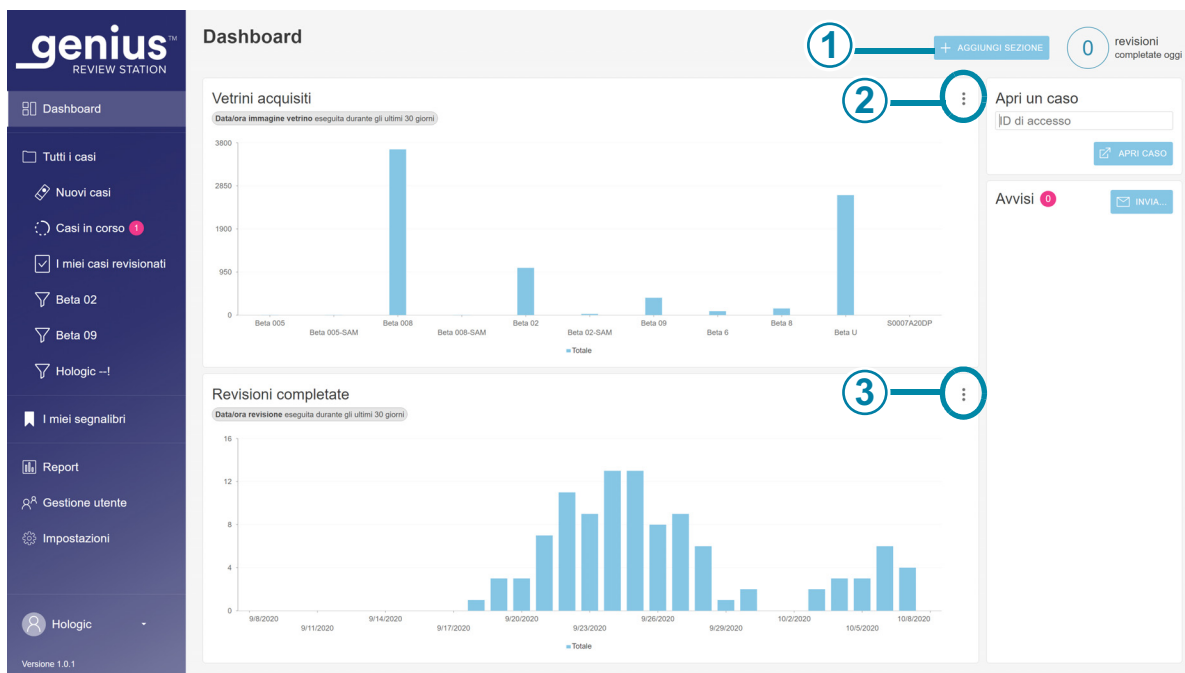 genius™
REVIEW STATION
Dashboard
Tutti i casi
Nuovi casi
Casi in corso 1
I miei casi revisionati
Beta 02
Beta 09
Hologic --!
I miei segnalibri
Report
Gestione utente
Impostazioni
Hologic
Versione 1.0.1
Dashboard
1
+ AGGIUNGI SEZIONE
0
revisioni
completate oggi
Vetrini acquisiti
2
Data/ora immagine vetrino eseguita durante gli ultimi 30 giorni
3800
2850
1900
950
0
Beta 005
Beta 005-SAM
Beta 008
Beta 008-SAM
Beta 02
Beta 02-SAM
Beta 09
Beta 6
Beta 8
Beta U
S0007A20DP
Totale
Revisioni completate
3
Data/ora revisione eseguita durante gli ultimi 30 giorni
16
12
8
4
0
9/8/2020
9/11/2020
9/14/2020
9/17/2020
9/20/2020
9/23/2020
9/26/2020
9/29/2020
10/2/2020
10/5/2020
10/8/2020
Totale
Apri un caso
ID di accesso
APRI CASO
Avvisi 0
INVIA...